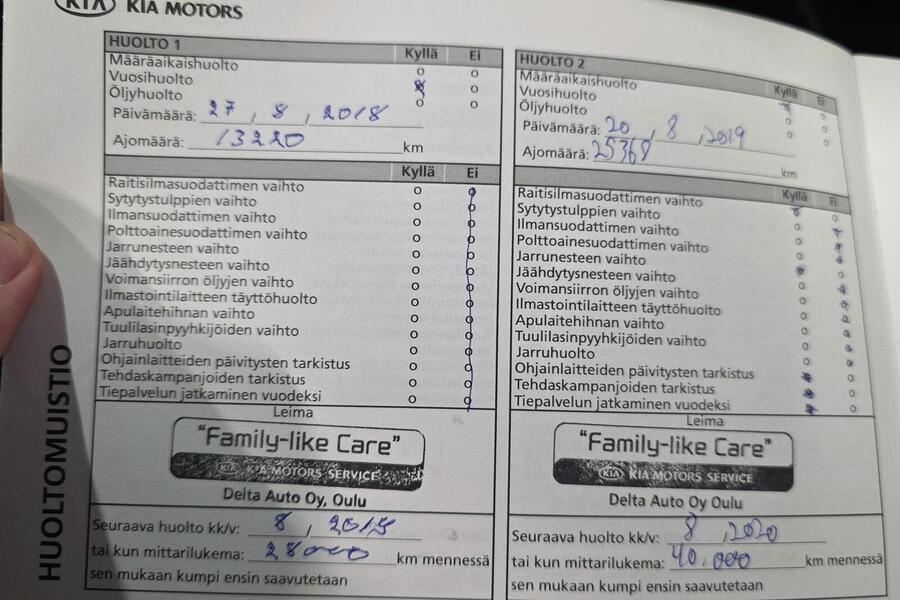 KIA KIA MOTORS
HUOLTOMUISTIO
HUOLTO 1 Kyllä Ei
Määräaikaishuolto
Vuosihuolto
Öljyhuolto
Päivämäärä: 27 , 8 , 2018
Ajomäärä: 13220 km
Kyllä Ei
Raitisilmasuodattimen vaihto
Sytytystulppien vaihto
Ilmansuodattimen vaihto
Polttoainesuodattimen vaihto
Jarrunesteen vaihto
Jäähdytysnesteen vaihto
Voimansiirron öljyjen vaihto
Ilmastointilaitteen täyttöhuolto
Apulaitehihnan vaihto
Tuulilasinpyyhkijöiden vaihto
Jarruhuolto
Ohjainlaitteiden päivitysten tarkistus
Tehdaskampanjoiden tarkistus
Tiepalvelun jatkaminen vuodeksi
Leima
"Family-like Care"
KIA KIA MOTORS SERVICE
Delta Auto Oy, Oulu
Seuraava huolto kk/v: 8 , 2019
tai kun mittarilukema: 28000 km mennessä
sen mukaan kumpi ensin saavutetaan
HUOLTO 2 Kyllä Ei
Määräaikaishuolto
Vuosihuolto
Öljyhuolto
Päivämäärä: 20 , 8 , 2019
Ajomäärä: 25368 km
Kyllä Ei
Raitisilmasuodattimen vaihto
Sytytystulppien vaihto
Ilmansuodattimen vaihto
Polttoainesuodattimen vaihto
Jarrunesteen vaihto
Jäähdytysnesteen vaihto
Voimansiirron öljyjen vaihto
Ilmastointilaitteen täyttöhuolto
Apulaitehihnan vaihto
Tuulilasinpyyhkijöiden vaihto
Jarruhuolto
Ohjainlaitteiden päivitysten tarkistus
Tehdaskampanjoiden tarkistus
Tiepalvelun jatkaminen vuodeksi
Leima
"Family-like Care"
KIA KIA MOTORS SERVICE
Delta Auto Oy Oulu
Seuraava huolto kk/v: 8 , 2020
tai kun mittarilukema: 40.000 km mennessä
sen mukaan kumpi ensin saavutetaan